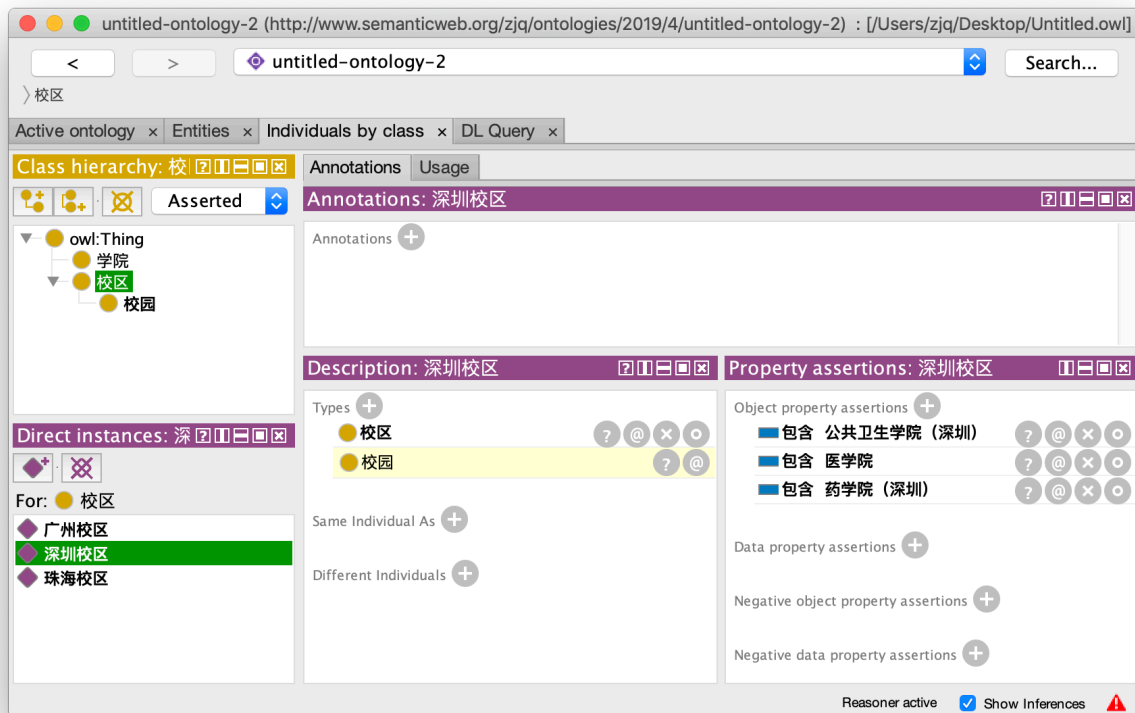 untitled-ontology-2 (http://www.semanticweb.org/zjq/ontologies/2019/4/untitled-ontology-2) : [/Users/zjq/Desktop/Untitled.owl]
< > untitled-ontology-2 Search...
〉校区
Active ontology × Entities × Individuals by class × DL Query ×
Class hierarchy: 校
Asserted
owl:Thing
学院
校区
校园
Direct instances: 深
For: 校区
广州校区
深圳校区
珠海校区
Annotations Usage
Annotations: 深圳校区
Annotations
Description: 深圳校区
Types
校区
校园
Same Individual As
Different Individuals
Property assertions: 深圳校区
Object property assertions
包含 公共卫生学院（深圳）
包含 医学院
包含 药学院（深圳）
Data property assertions
Negative object property assertions
Negative data property assertions
Reasoner active Show Inferences